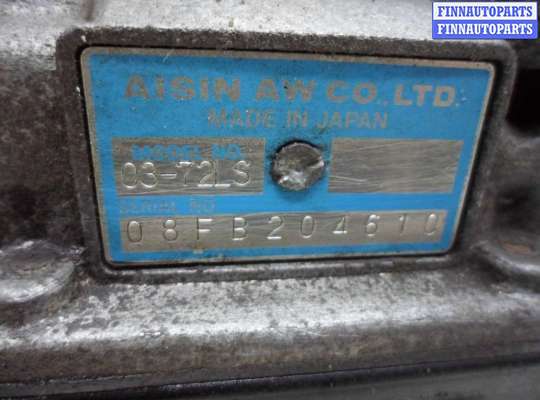 FINNAUTOPARTS
FINNAUTOPARTS
AISIN AW CO., LTD.
MADE IN JAPAN
MODEL NO.
03-72LS
SERIAL NO
08FB204610